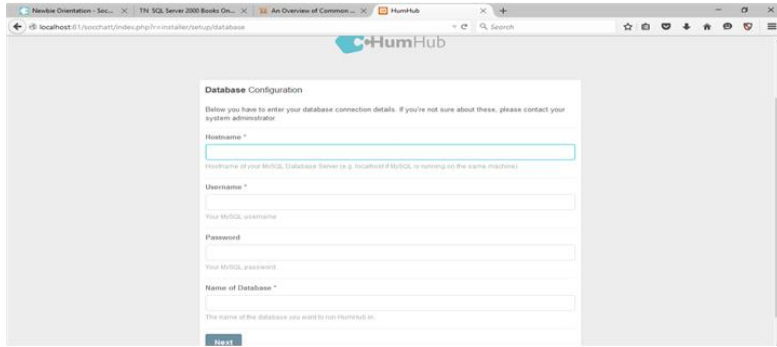 Newbie Orientation - Soc...
TN SQL Server 2000 Books On...
An Overview of Common ...
HumHub
localhost:81/socchart/index.php?r=installer/setup/database
Search
HumHub
Database Configuration
Below you have to enter your database connection details. If you're not sure about these, please contact your
system administrator.
Hostname *
Hostname of your MySQL Database Server (e.g. localhost if MySQL is running on the same machine)
Username *
Your MySQL username
Password
Your MySQL password
Name of Database *
The name of the database you want to run HumHub in.
Next